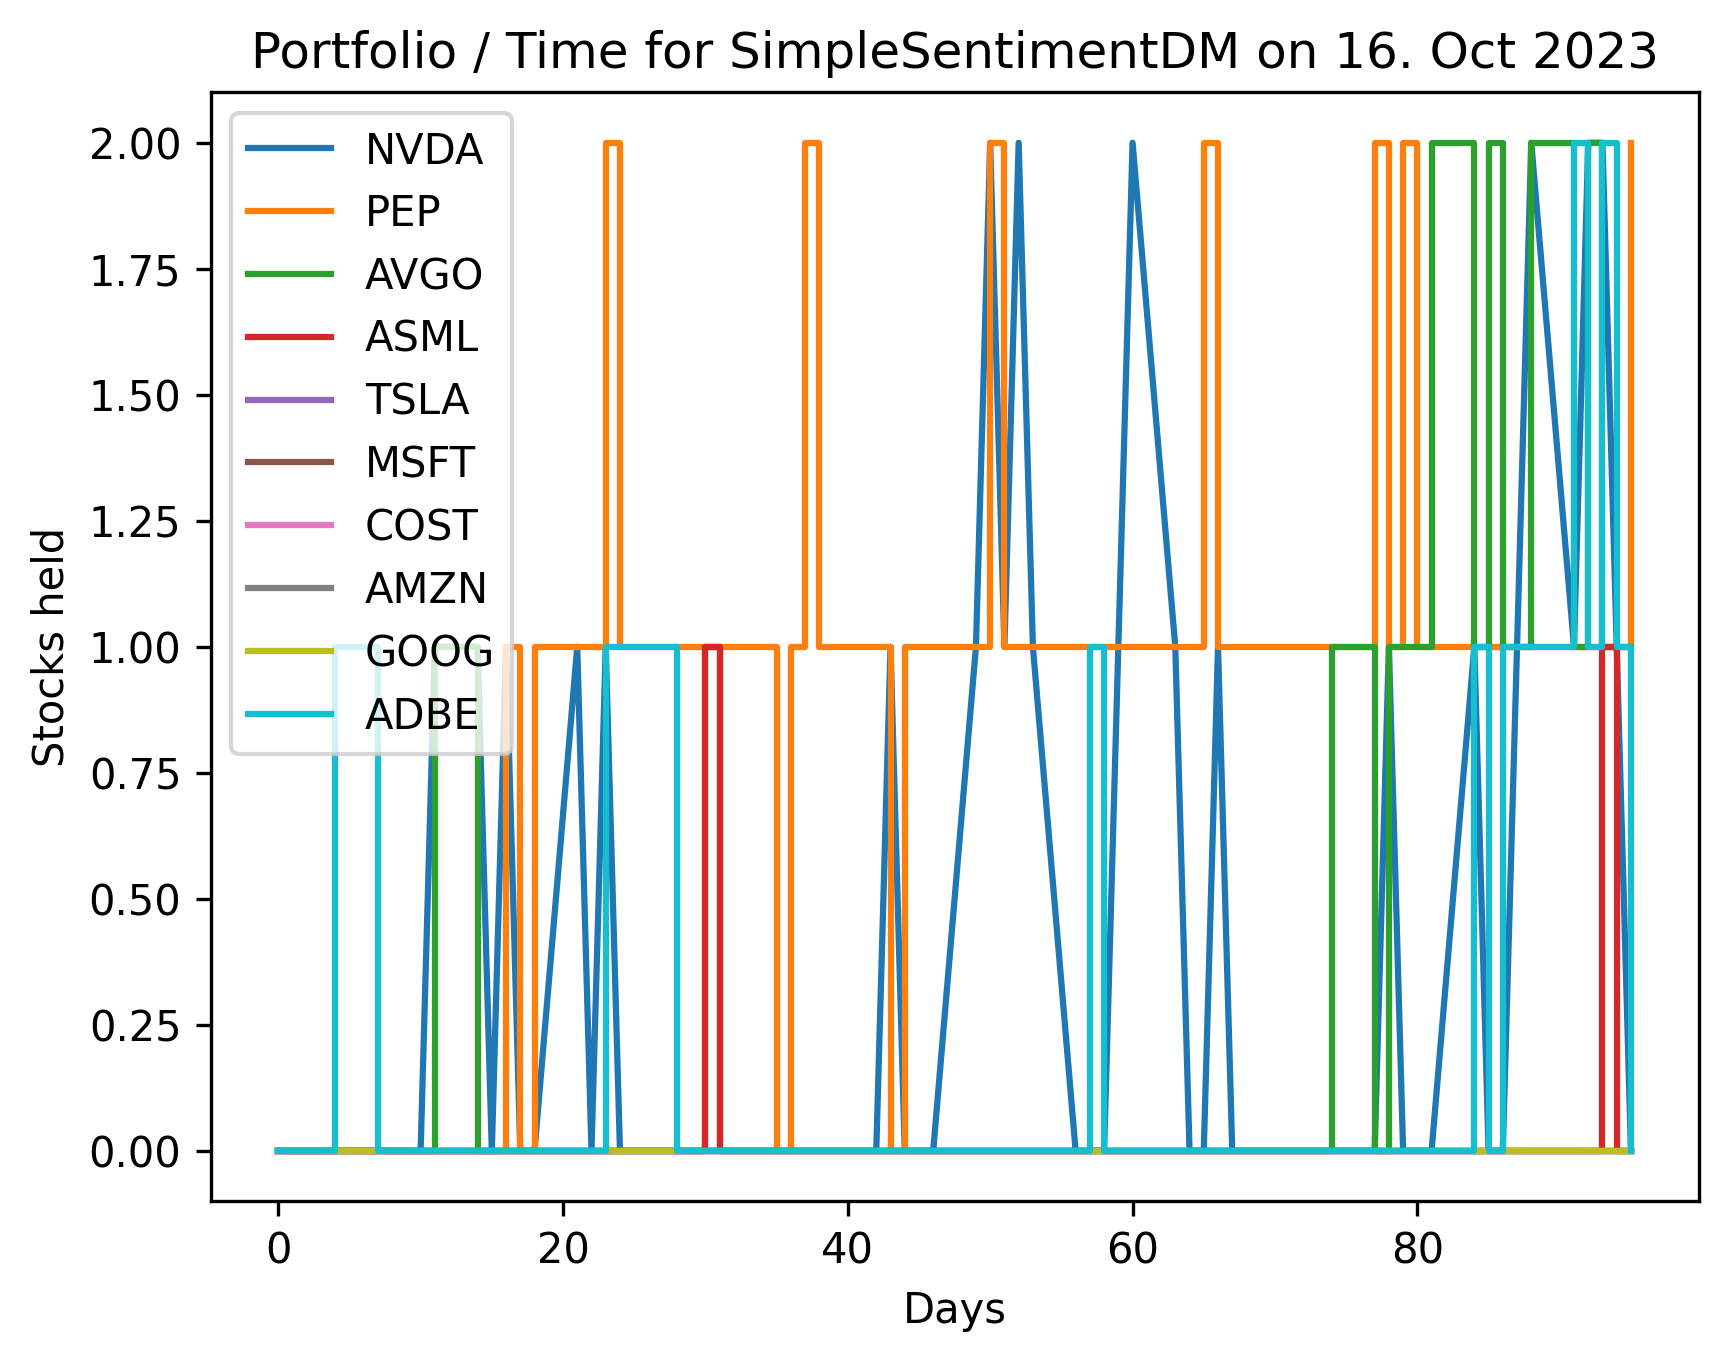 Portfolio / Time for SimpleSentimentDM on 16. Oct 2023
2.00
1.75
1.50
1.25
1.00
0.75
0.50
0.25
0.00
Stocks held
NVDA
PEP
AVGO
ASML
TSLA
MSFT
COST
AMZN
GOOG
ADBE
0 20 40 60 80
Days